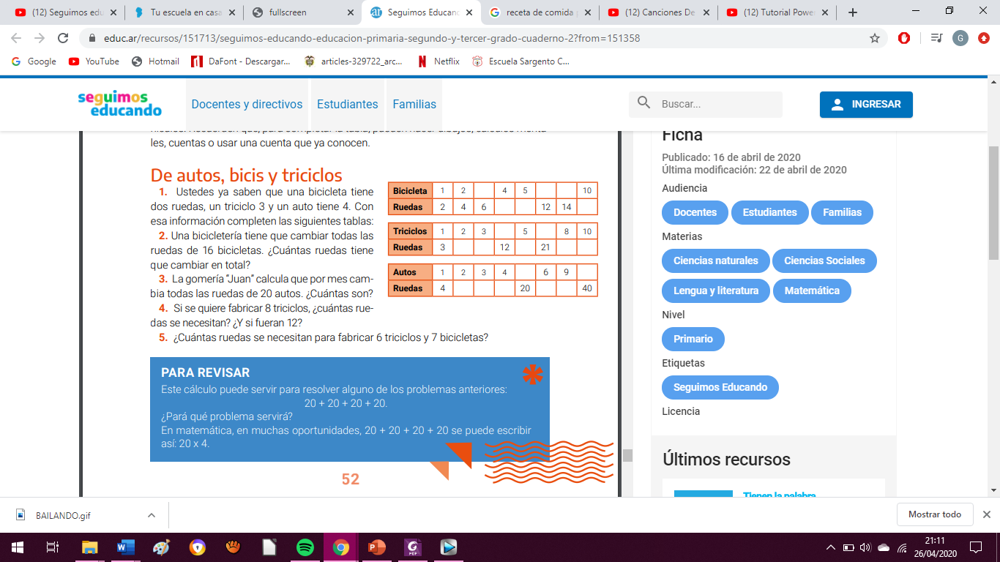 (12) Seguimos edu
Tu escuela en casa
fullscreen
Seguimos Educand
receta de comida
(12) Canciones De
(12) Tutorial Power
educ.ar/recursos/151713/seguimos-educando-educacion-primaria-segundo-y-tercer-grado-cuaderno-2?from=151358
G
Google
YouTube
Hotmail
DaFont - Descargar...
articles-329722_arc...
Netflix
Escuela Sargento C...
seguimos
educando
Docentes y directivos
Estudiantes
Familias
Buscar...
INGRESAR
les, cuentas o usar una cuenta que ya conocen.
De autos, bicis y triciclos
1. Ustedes ya saben que una bicicleta tiene
dos ruedas, un triciclo 3 y un auto tiene 4. Con
esa información completen las siguientes tablas:
2. Una bicicletería tiene que cambiar todas las
ruedas de 16 bicicletas. ¿Cuántas ruedas tiene
que cambiar en total?
3. La gomería “Juan” calcula que por mes cam-
bia todas las ruedas de 20 autos. ¿Cuántas son?
4. Si se quiere fabricar 8 triciclos, ¿cuántas rue-
das se necesitan? ¿Y si fueran 12?
5. ¿Cuántas ruedas se necesitan para fabricar 6 triciclos y 7 bicicletas?
Bicicleta 1 2 4 5 10
Ruedas 2 4 6 12 14
Triciclos 1 2 3 5 8 10
Ruedas 3 12 21
Autos 1 2 3 4 6 9
Ruedas 4 20 40
PARA REVISAR
Este cálculo puede servir para resolver alguno de los problemas anteriores:
20 + 20 + 20 + 20.
¿Pará qué problema servirá?
En matemática, en muchas oportunidades, 20 + 20 + 20 + 20 se puede escribir
así: 20 x 4.
52
Ficha
Publicado: 16 de abril de 2020
Última modificación: 22 de abril de 2020
Audiencia
Docentes
Estudiantes
Familias
Materias
Ciencias naturales
Ciencias Sociales
Lengua y literatura
Matemática
Nivel
Primario
Etiquetas
Seguimos Educando
Licencia
Últimos recursos
Tienen la palabra
BAILANDO.gif
Mostrar todo
21:11
26/04/2020